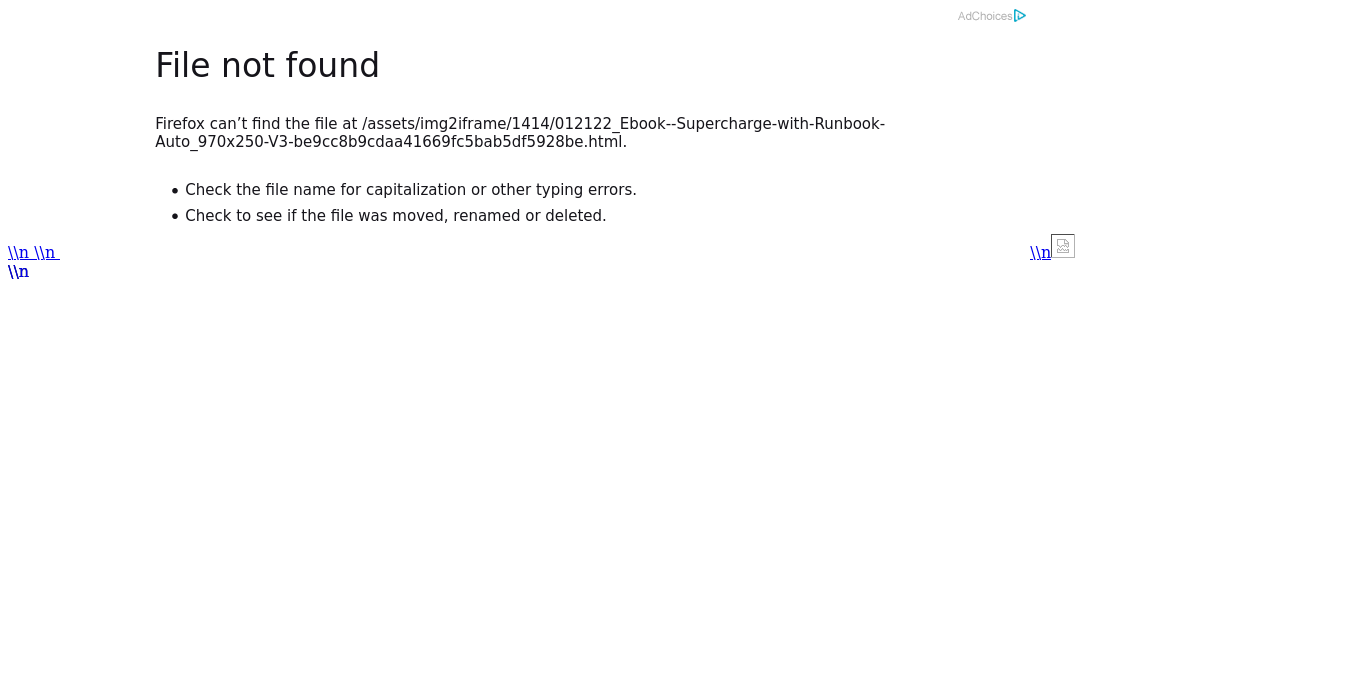 AdChoices
File not found
Firefox can’t find the file at /assets/img2iframe/1414/012122_Ebook--Supercharge-with-Runbook-
Auto_970x250-V3-be9cc8b9cdaa41669fc5bab5df5928be.html.
• Check the file name for capitalization or other typing errors.
• Check to see if the file was moved, renamed or deleted.
\\n \\n
\\n
\\n